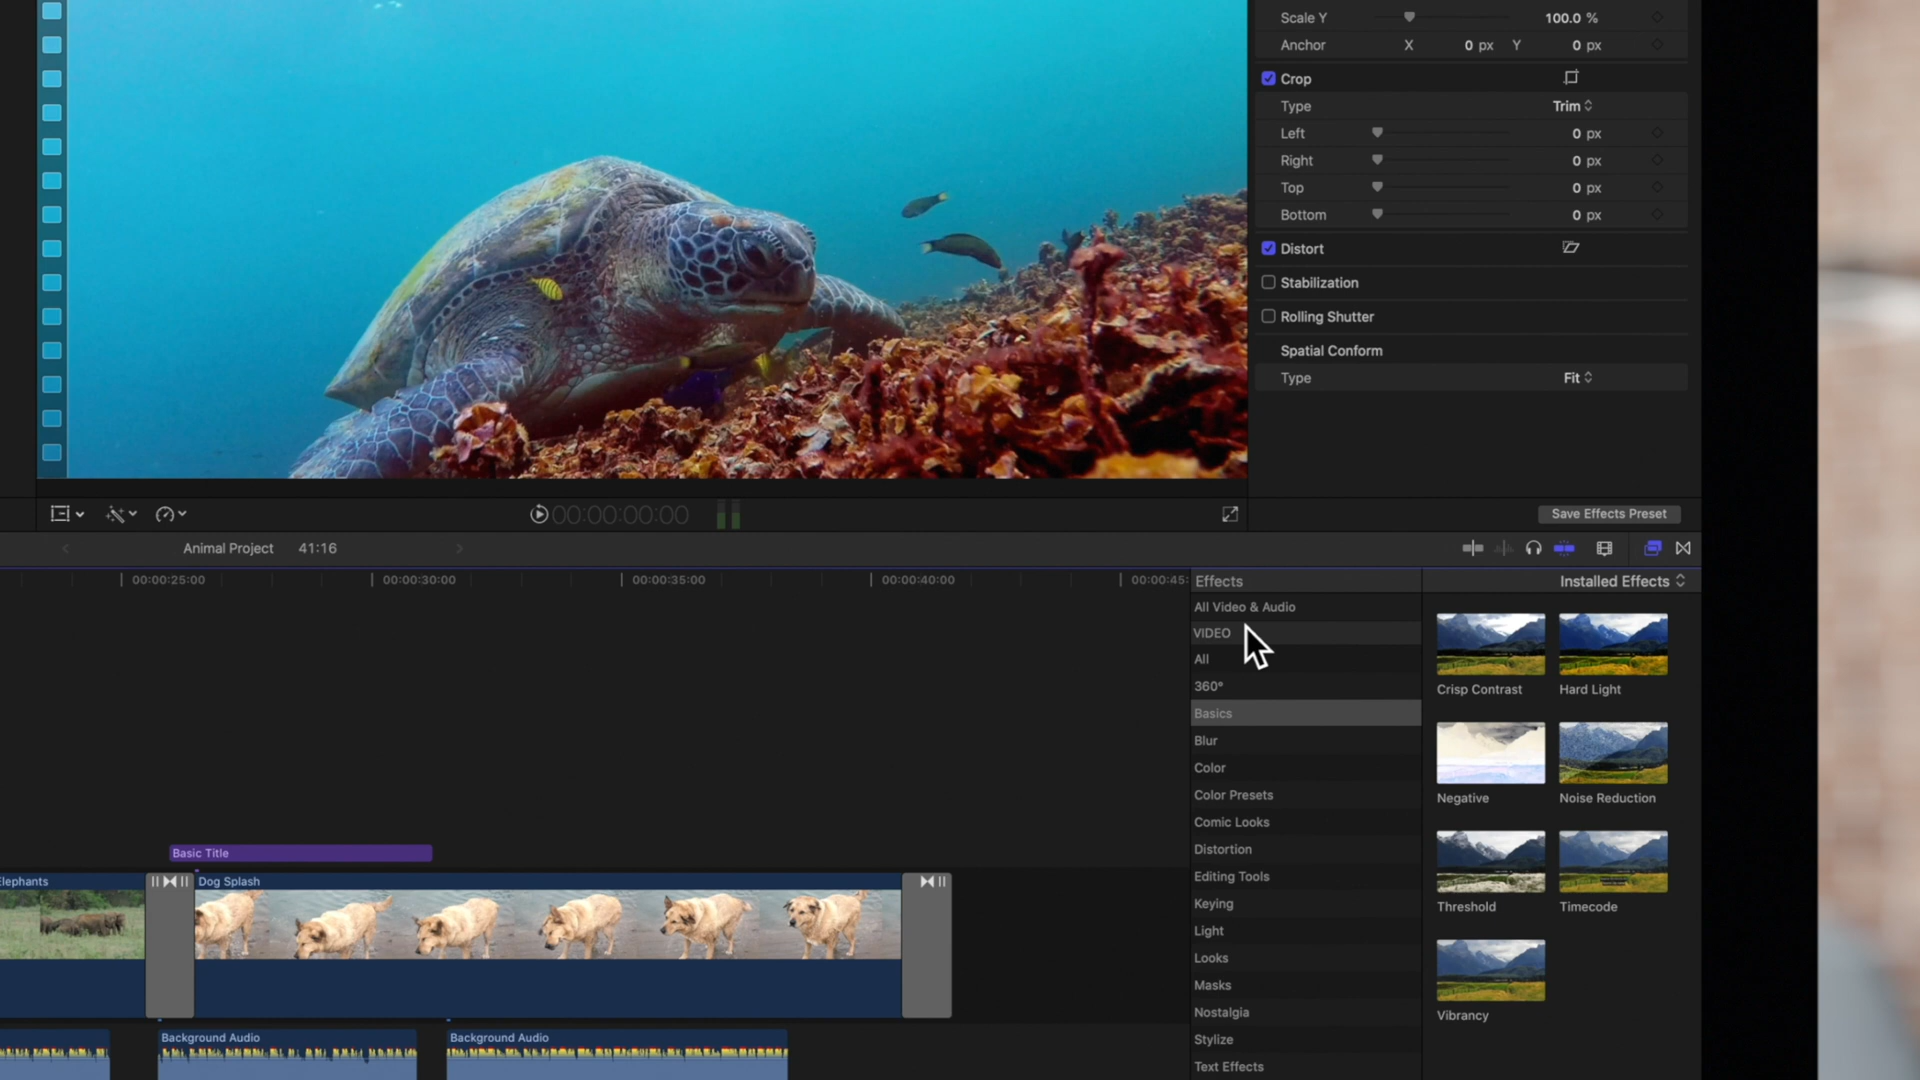 Scale Y 100.0 %
Anchor X 0 px Y 0 px
Crop
Type Trim
Left 0 px
Right 0 px
Top 0 px
Bottom 0 px
Distort
Stabilization
Rolling Shutter
Spatial Conform
Type Fit
00:00:00:00
Save Effects Preset
Animal Project 41:16
00:00:25:00 00:00:30:00 00:00:35:00 00:00:40:00 00:00:45:
Effects
Installed Effects
All Video & Audio
VIDEO
All
360°
Basics
Blur
Color
Color Presets
Comic Looks
Distortion
Editing Tools
Keying
Light
Looks
Masks
Nostalgia
Stylize
Text Effects
Crisp Contrast
Hard Light
Negative
Noise Reduction
Threshold
Timecode
Vibrancy
Basic Title
lephants
Dog Splash
Background Audio
Background Audio